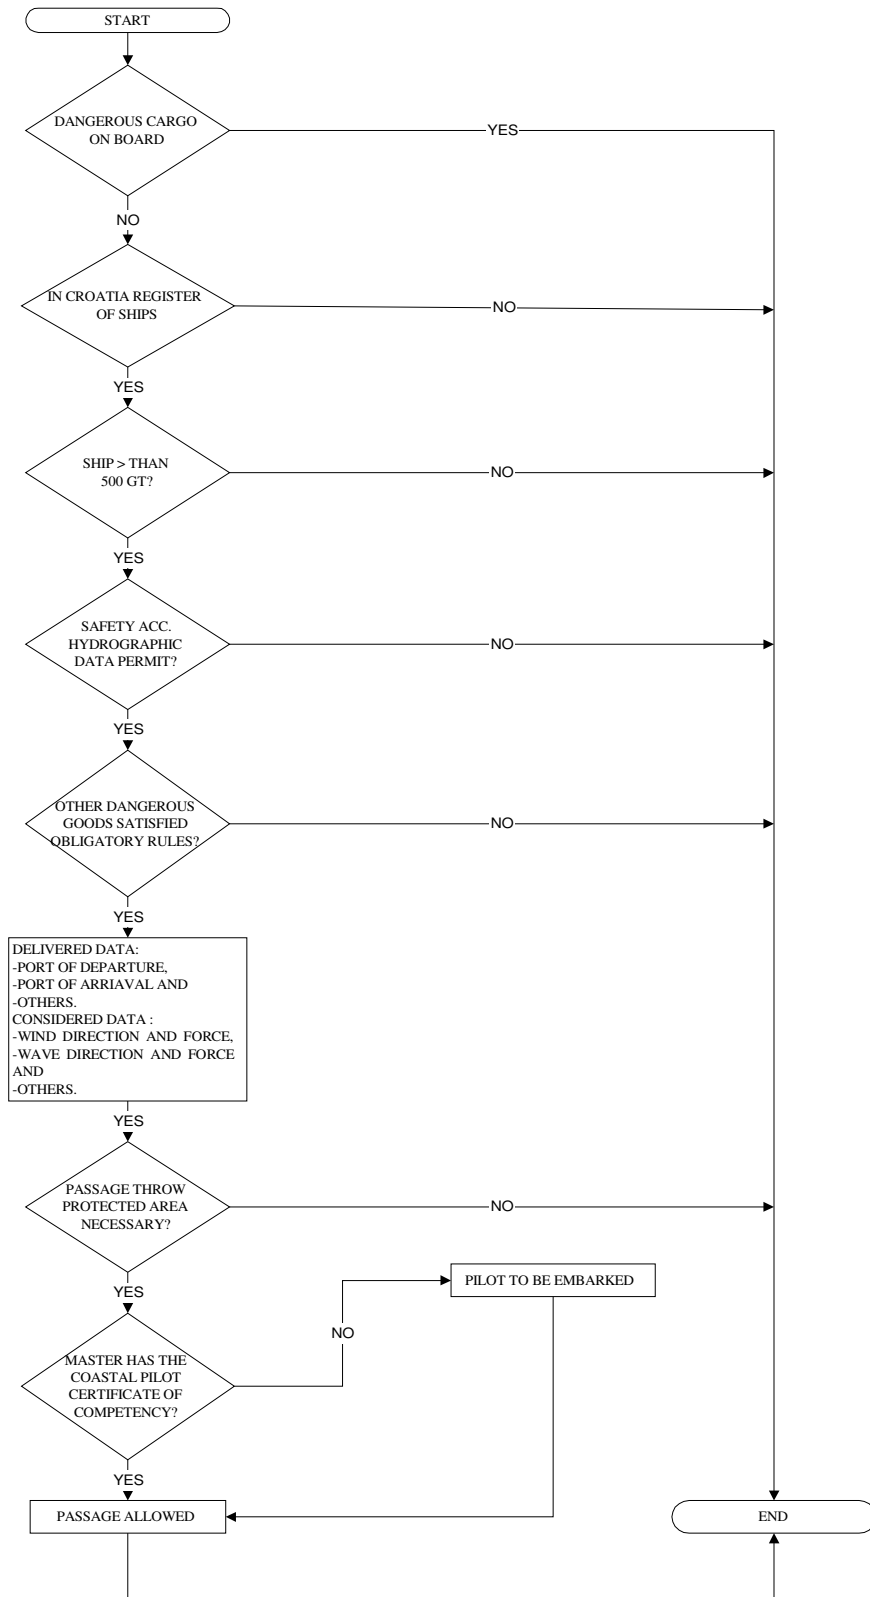 START
DANGEROUS CARGO
ON BOARD
YES
NO
IN CROATIA REGISTER
OF SHIPS
NO
YES
SHIP > THAN
500 GT?
NO
YES
SAFETY ACC.
HYDROGRAPHIC
DATA PERMIT?
NO
YES
OTHER DANGEROUS
GOODS SATISFIED
OBLIGATORY RULES?
NO
YES
DELIVERED DATA:
-PORT OF DEPARTURE,
-PORT OF ARRIAVAL AND
-OTHERS.
CONSIDERED DATA :
-WIND DIRECTION AND FORCE,
-WAVE DIRECTION AND FORCE
AND
-OTHERS.
YES
PASSAGE THROW
PROTECTED AREA
NECESSARY?
NO
YES
PILOT TO BE EMBARKED
NO
MASTER HAS THE
COASTAL PILOT
CERTIFICATE OF
COMPETENCY?
YES
PASSAGE ALLOWED
END